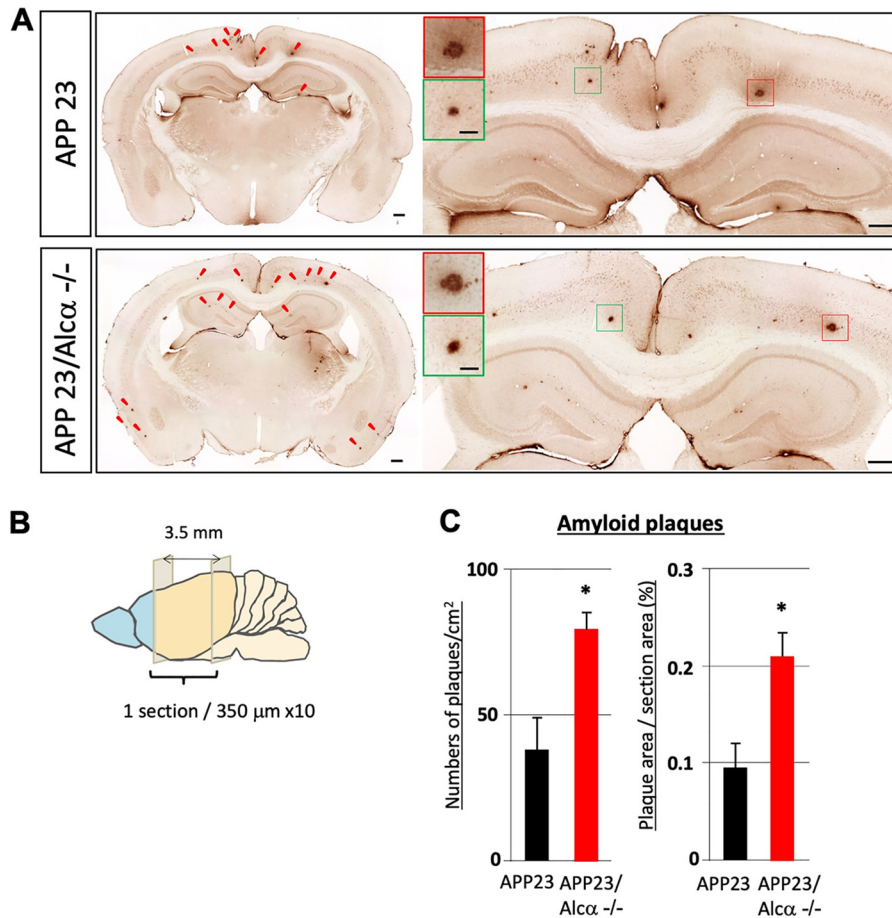 A
APP 23
APP 23/Alcα -/-
B
3.5 mm
1 section / 350 μm x10
C
Amyloid plaques
Numbers of plaques/cm²
100
50
0
APP23
APP23/
Alcα -/-
*
Plaque area / section area (%)
0.3
0.2
0.1
0
APP23
APP23/
Alcα -/-
*